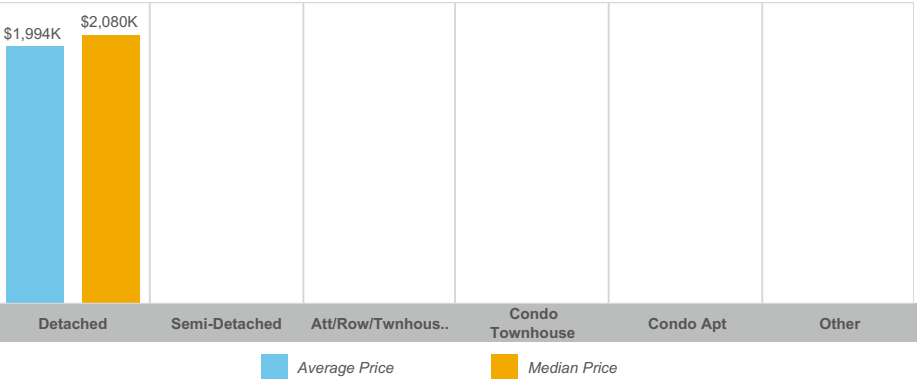 $1,994K
$2,080K
Detached
Semi-Detached
Att/Row/Twnhous..
Condo
Townhouse
Condo Apt
Other
Average Price
Median Price